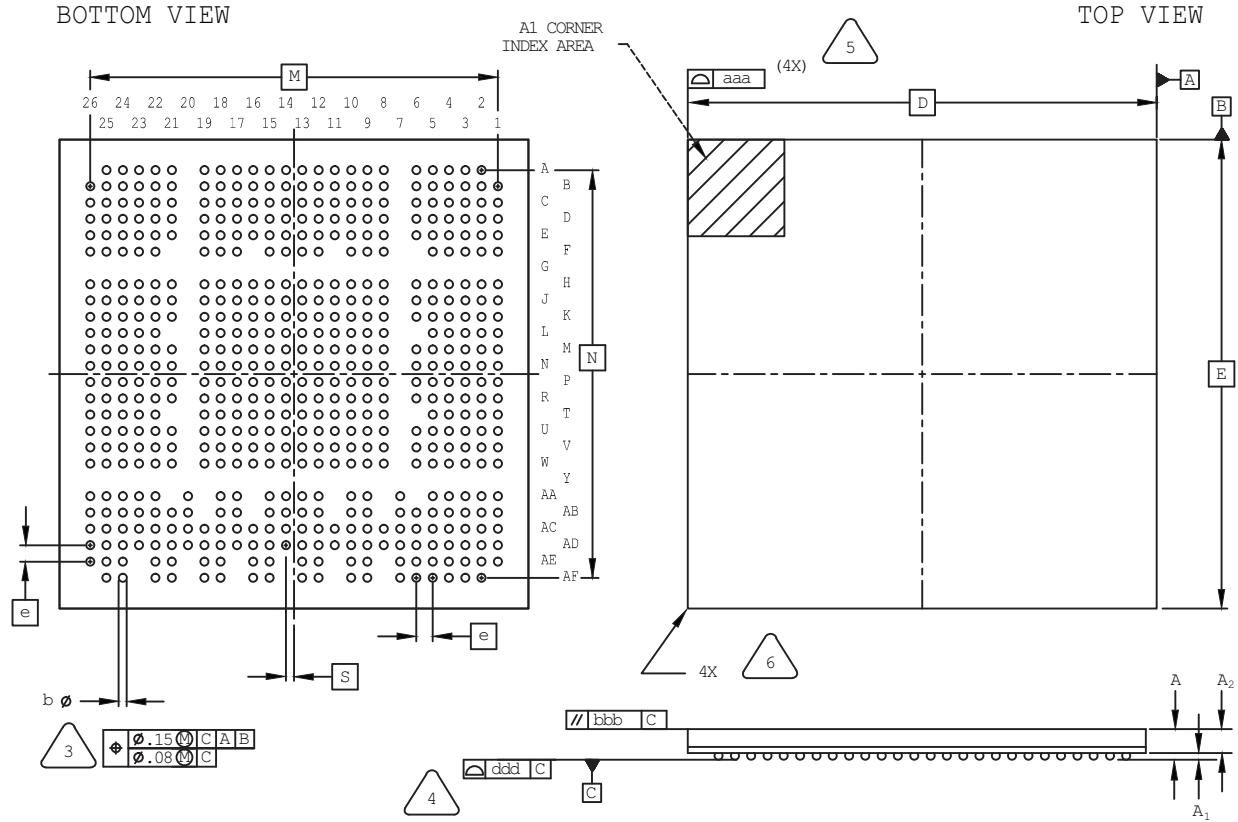 BOTTOM VIEW
TOP VIEW
A1 CORNER
INDEX AREA
5
(4X)
aaa
A
M
D
B
26 24 22 20 18 16 14 12 10 8 6 4 2
25 23 21 19 17 15 13 11 9 7 5 3 1
A
B
C
D
E
F
G
H
J
K
L
M
N
N
P
E
R
T
U
V
W
Y
AA
AB
AC
AD
AE
AF
e
e
S
4X
6
b ø
3
⌖ ø.15 Ⓜ C A B
ø.08 Ⓜ C
// bbb C
A
A₂
ddd C
4
C
A₁